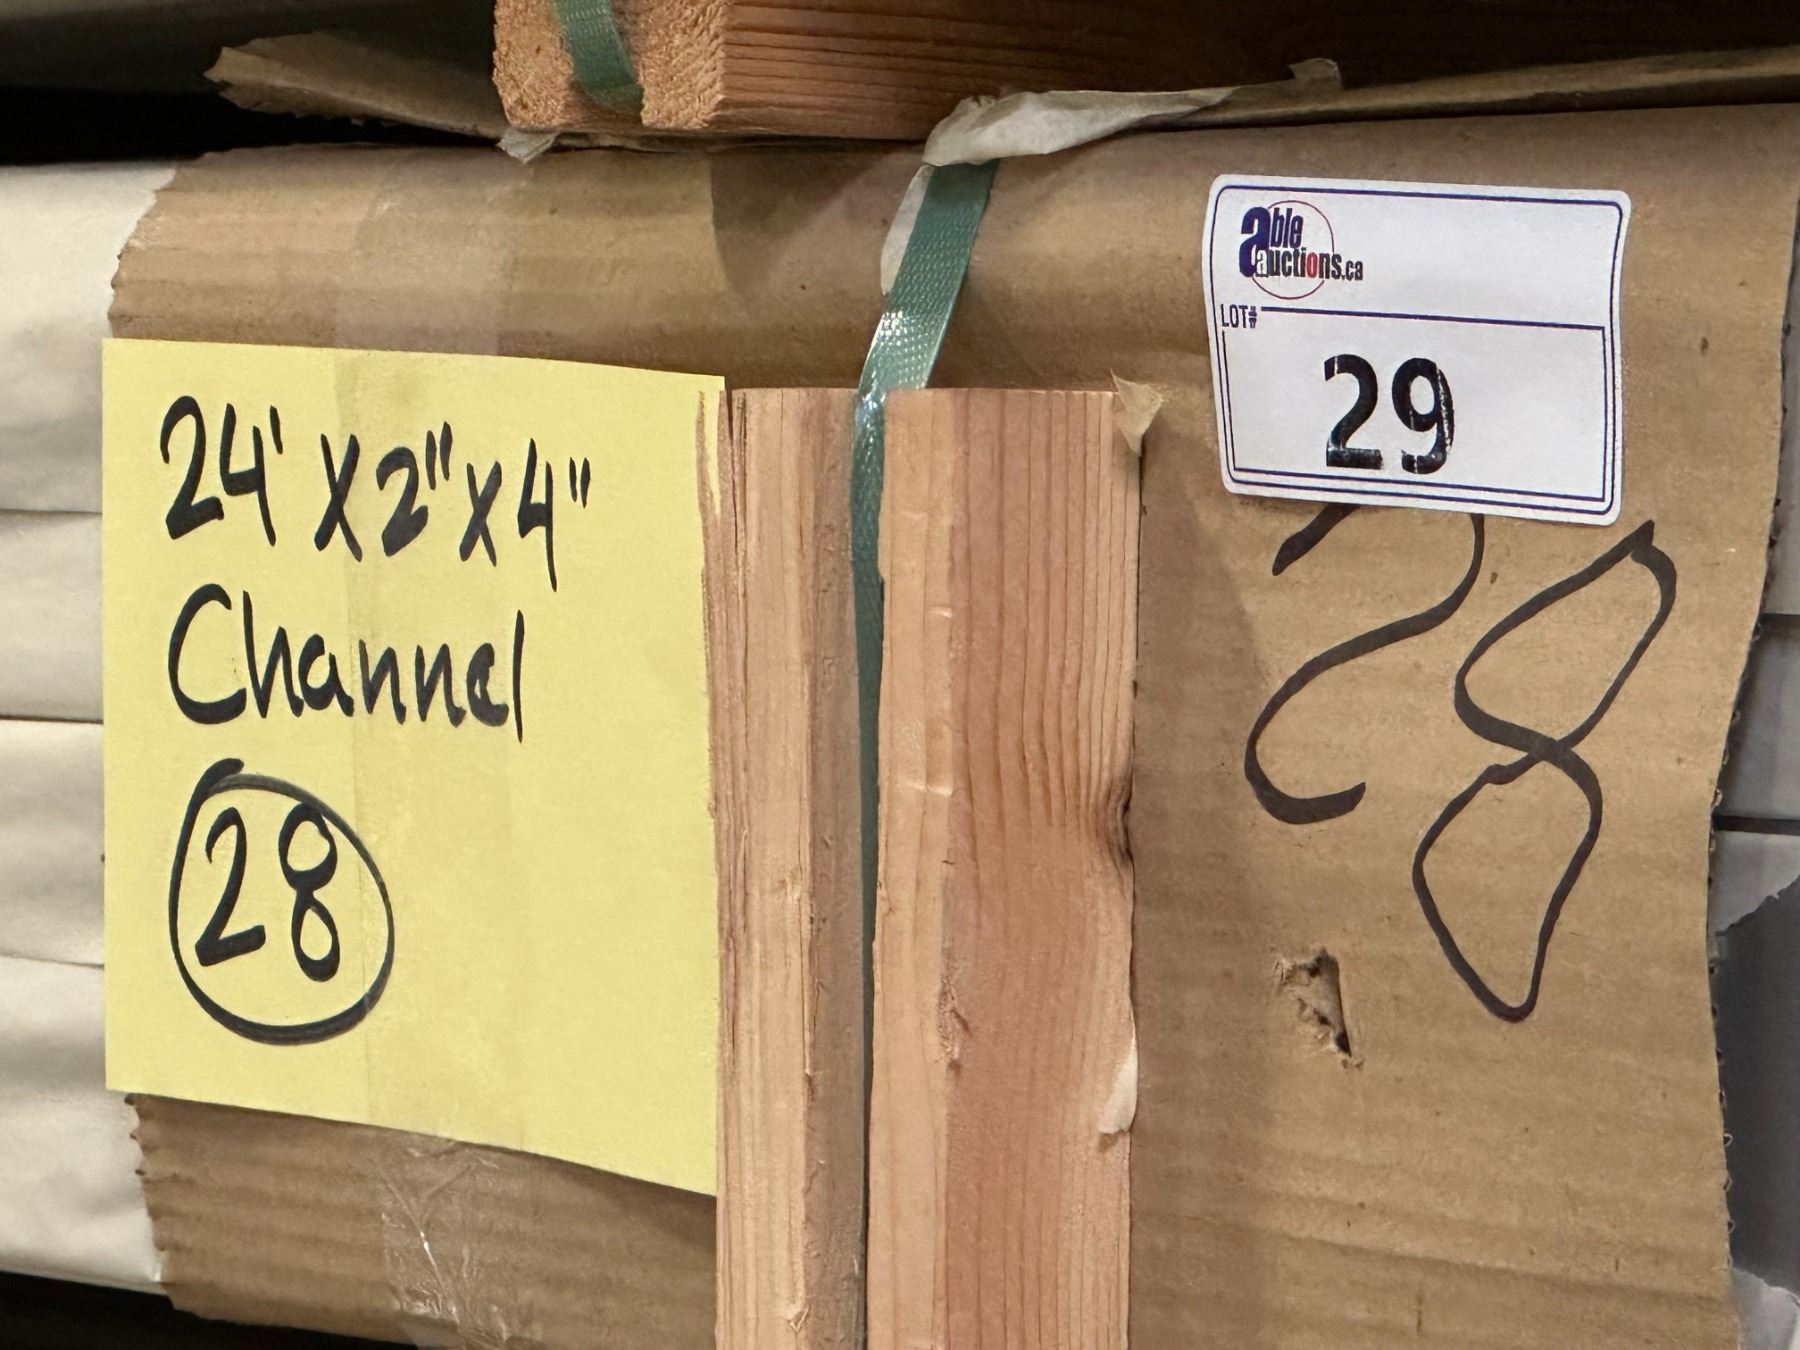 24' X 2" X 4"
Channel
28
able
auctions.ca
LOT#
29
28